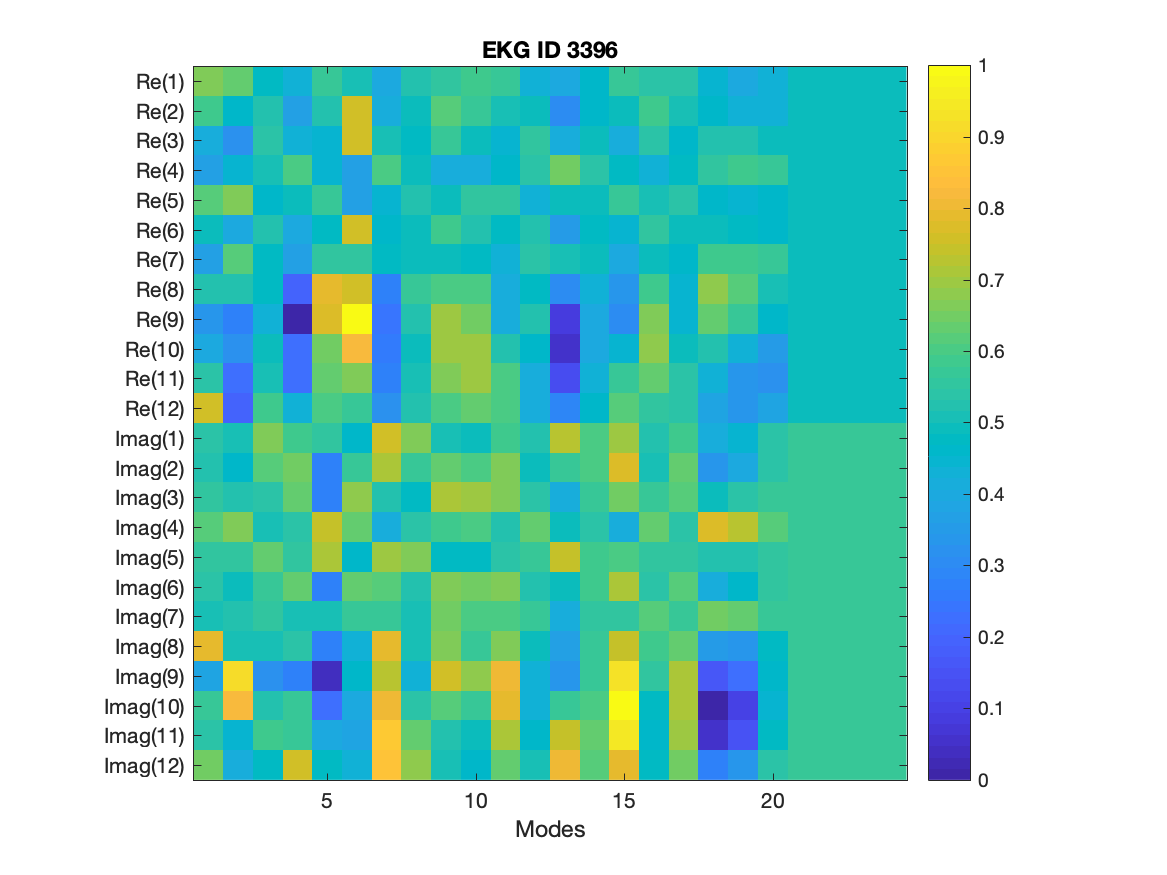 EKG ID 3396
Re(1)
Re(2)
Re(3)
Re(4)
Re(5)
Re(6)
Re(7)
Re(8)
Re(9)
Re(10)
Re(11)
Re(12)
Imag(1)
Imag(2)
Imag(3)
Imag(4)
Imag(5)
Imag(6)
Imag(7)
Imag(8)
Imag(9)
Imag(10)
Imag(11)
Imag(12)
5 10 15 20
Modes
1
0.9
0.8
0.7
0.6
0.5
0.4
0.3
0.2
0.1
0